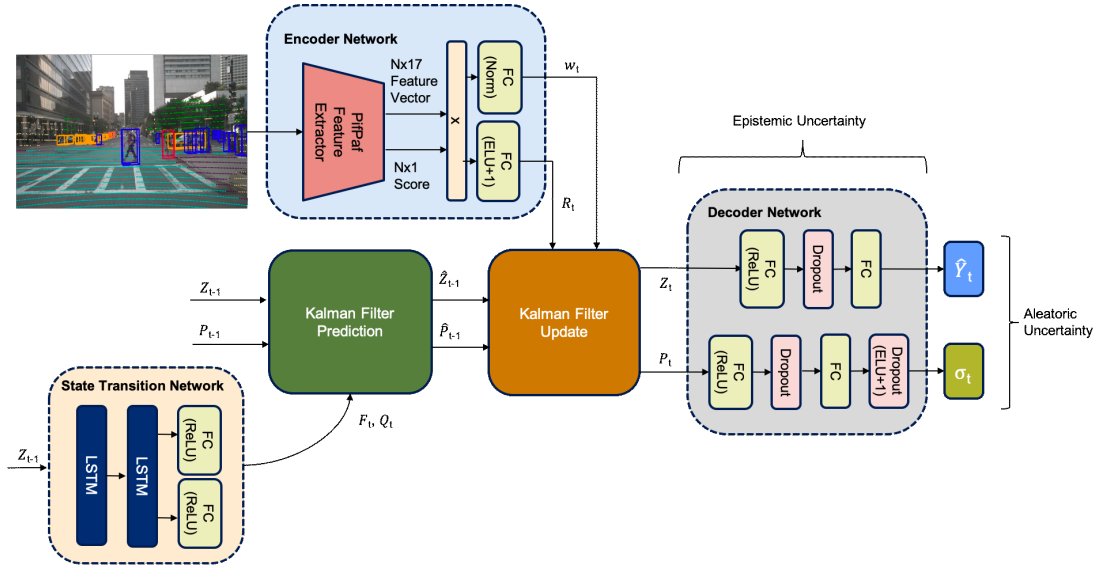 Encoder Network
PifPaf
Feature
Extractor
Nx17
Feature
Vector
Nx1
Score
X
FC
(Norm)
FC
(ELU+1)
w_t
R_t
Epistemic Uncertainty
Decoder Network
FC
(ReLU)
Dropout
FC
Ŷ_t
Aleatoric
Uncertainty
Z_t-1
P_t-1
Kalman Filter
Prediction
Ẑ_t-1
P̂_t-1
Kalman Filter
Update
Z_t
P_t
FC
(ReLU)
Dropout
FC
Dropout
(ELU+1)
σ_t
State Transition Network
Z_t-1
LSTM
LSTM
FC
(ReLU)
FC
(ReLU)
F_t, Q_t